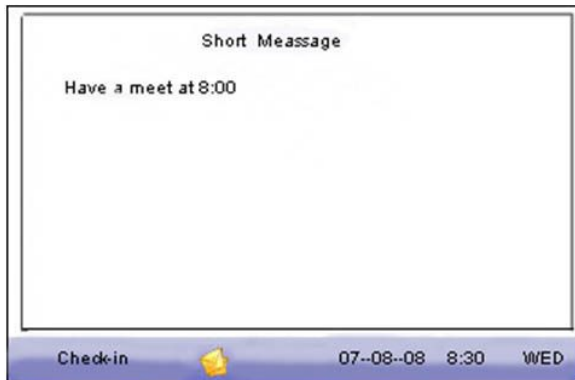 Short Meassage
Have a meet at 8:00
Check-in 07--08--08 8:30 WED